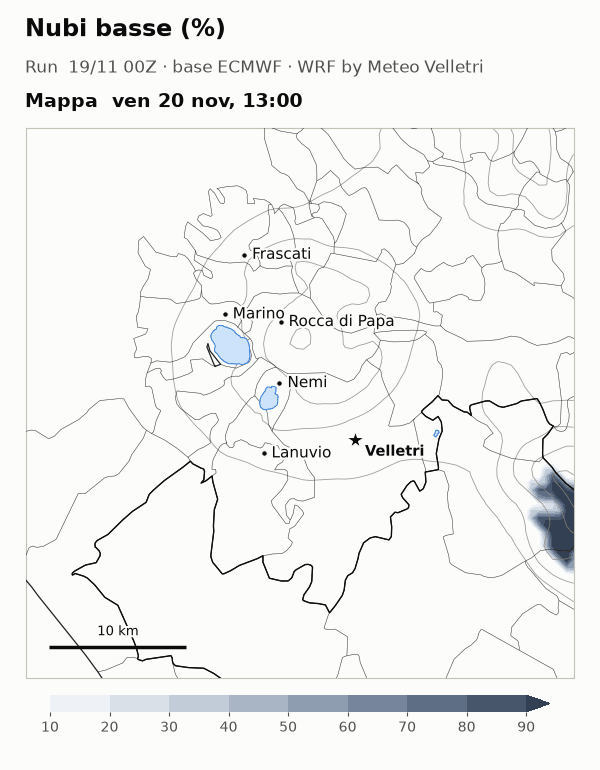 Nubi basse (%)
Run  19/11 00Z · base ECMWF · WRF by Meteo Velletri
Mappa  ven 20 nov, 13:00
Frascati
Marino
Rocca di Papa
Nemi
Velletri
Lanuvio
10 km
10 20 30 40 50 60 70 80 90